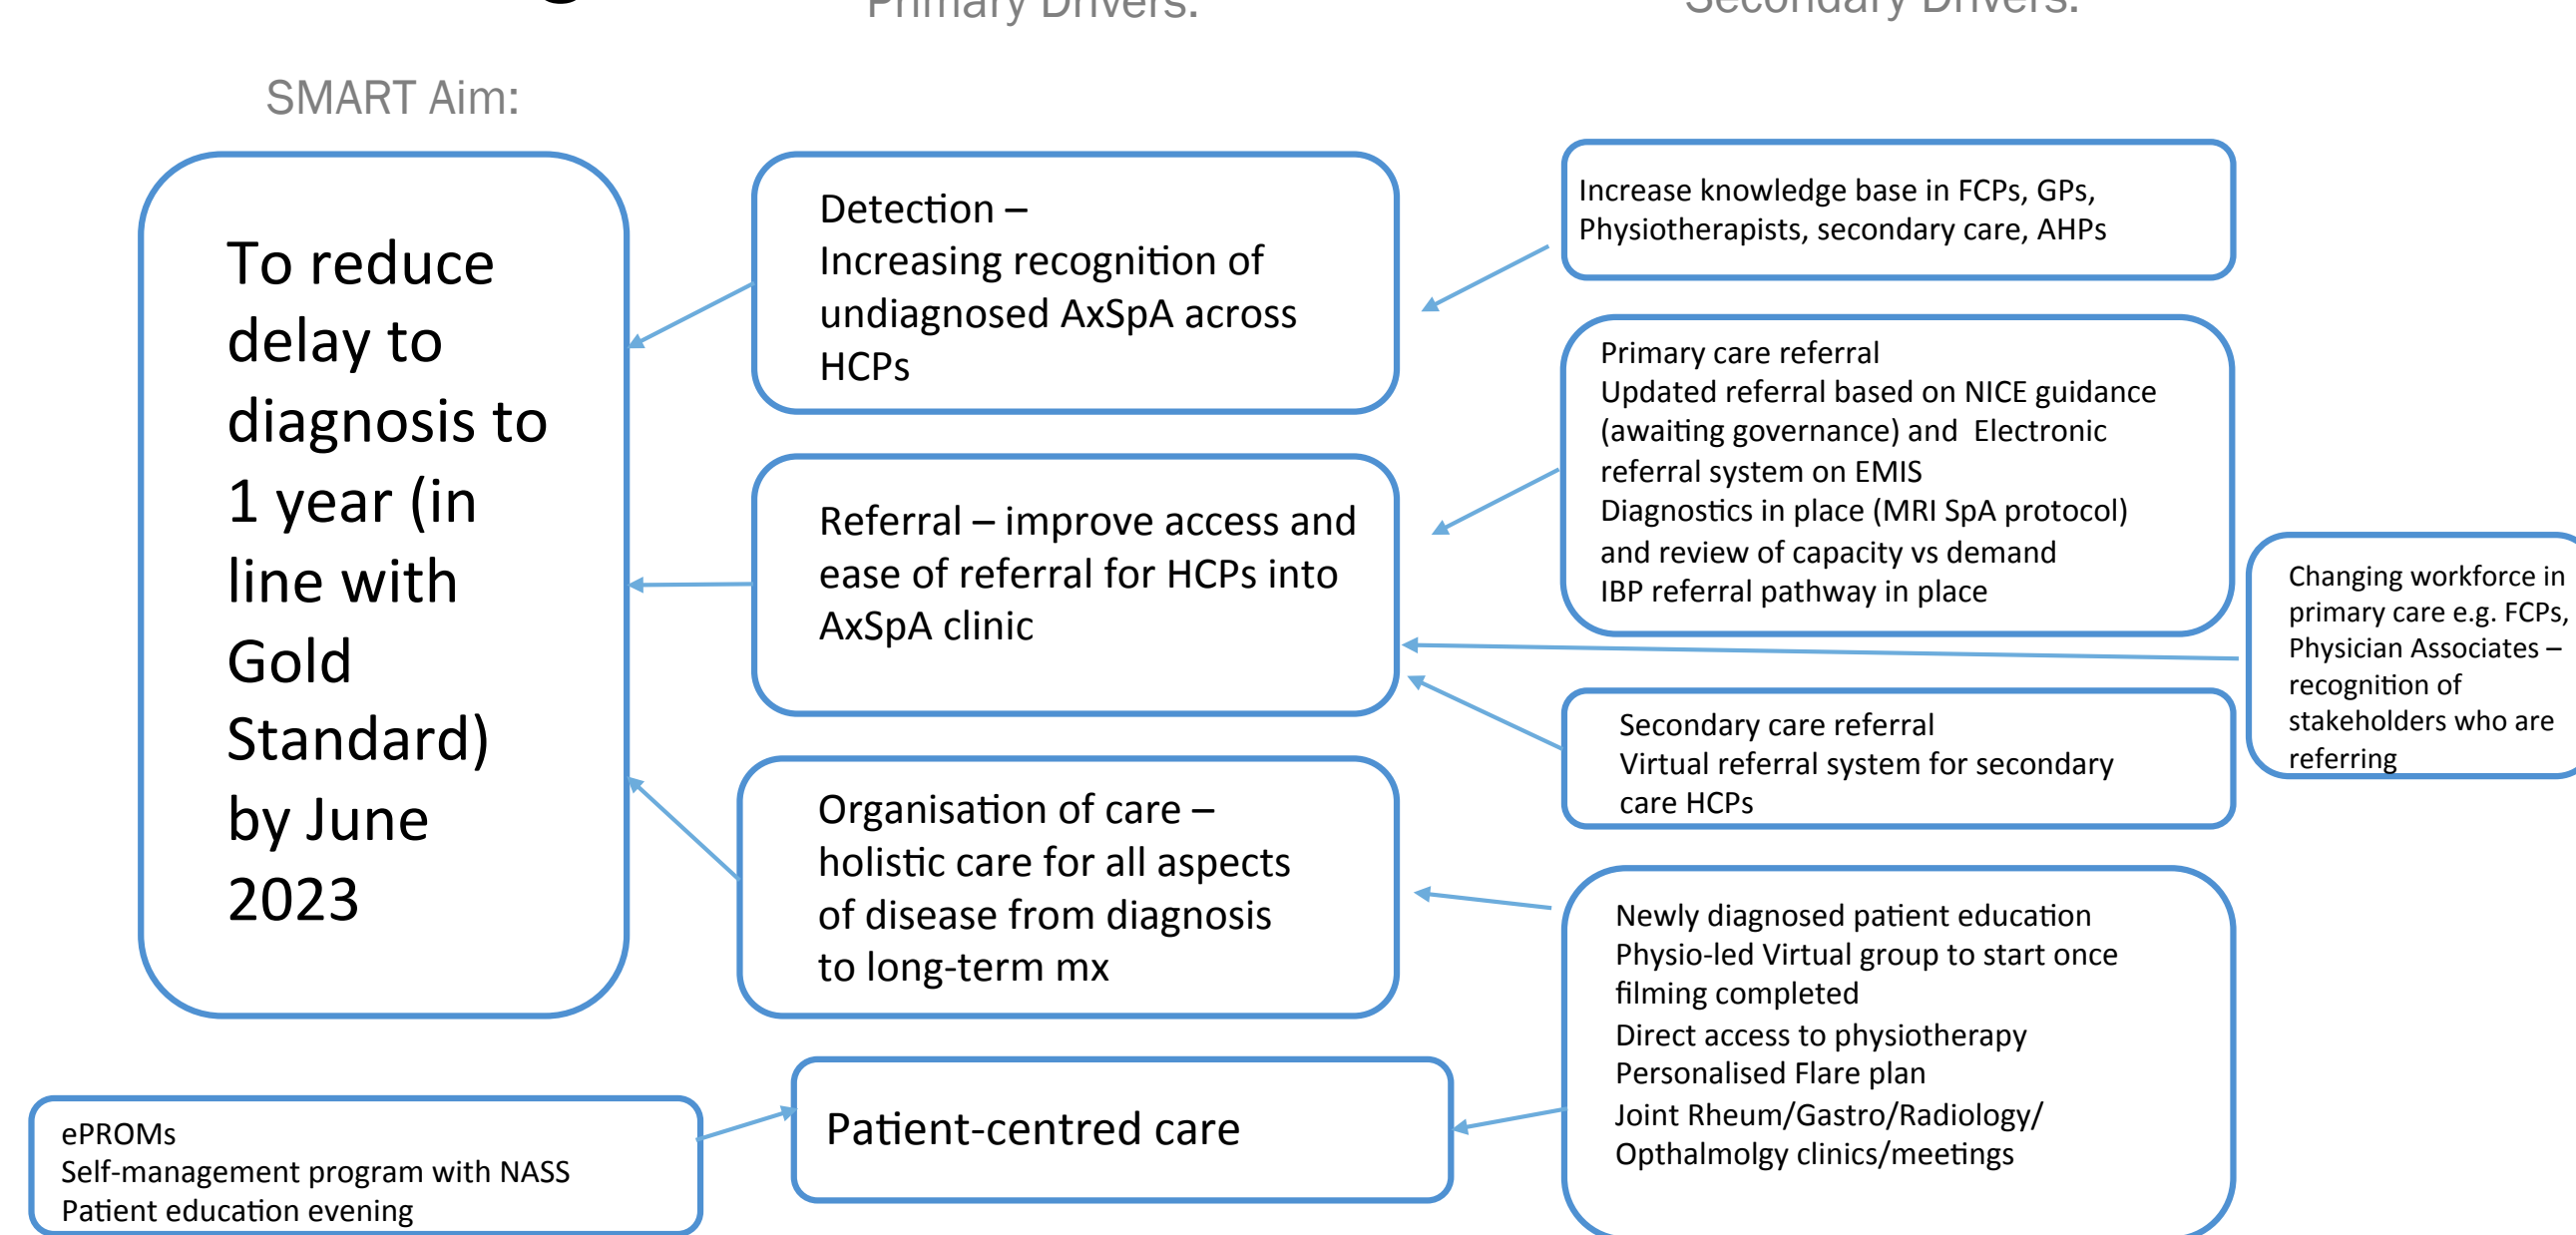 Primary Drivers:
Secondary Drivers:
SMART Aim:
To reduce
delay to
diagnosis to
1 year (in
line with
Gold
Standard)
by June
2023
Detection –
Increasing recognition of
undiagnosed AxSpA across
HCPs
Referral – improve access and
ease of referral for HCPs into
AxSpA clinic
Organisation of care –
holistic care for all aspects
of disease from diagnosis
to long-term mx
Patient-centred care
ePROMs
Self-management program with NASS
Patient education evening
Increase knowledge base in FCPs, GPs,
Physiotherapists, secondary care, AHPs
Primary care referral
Updated referral based on NICE guidance
(awaiting governance) and  Electronic
referral system on EMIS
Diagnostics in place (MRI SpA protocol)
and review of capacity vs demand
IBP referral pathway in place
Secondary care referral
Virtual referral system for secondary
care HCPs
Newly diagnosed patient education
Physio-led Virtual group to start once
filming completed
Direct access to physiotherapy
Personalised Flare plan
Joint Rheum/Gastro/Radiology/
Opthalmolgy clinics/meetings
Changing workforce in
primary care e.g. FCPs,
Physician Associates –
recognition of
stakeholders who are
referring